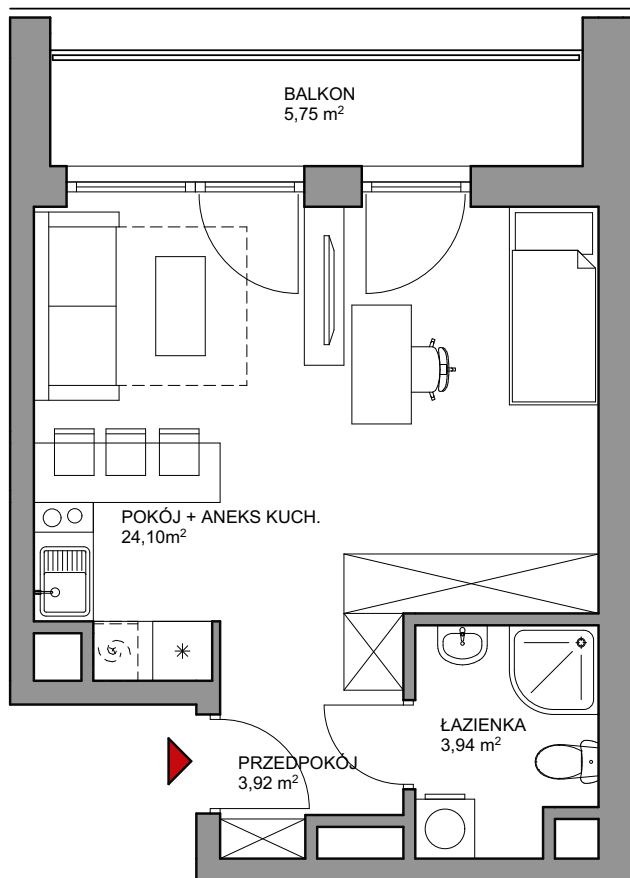 BALKON
5,75 m²
POKÓJ + ANEKS KUCH.
24,10m²
ŁAZIENKA
3,94 m²
PRZEDPOKÓJ
3,92 m²